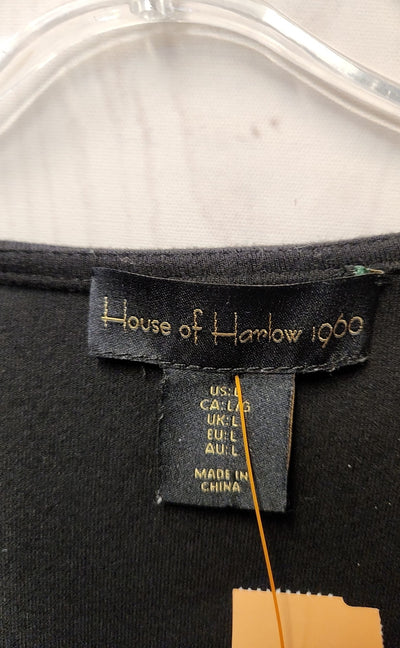 House of Harlow 1960
US: L
CA: L/G
UK: L
EU: L
AU: L
MADE IN
CHINA